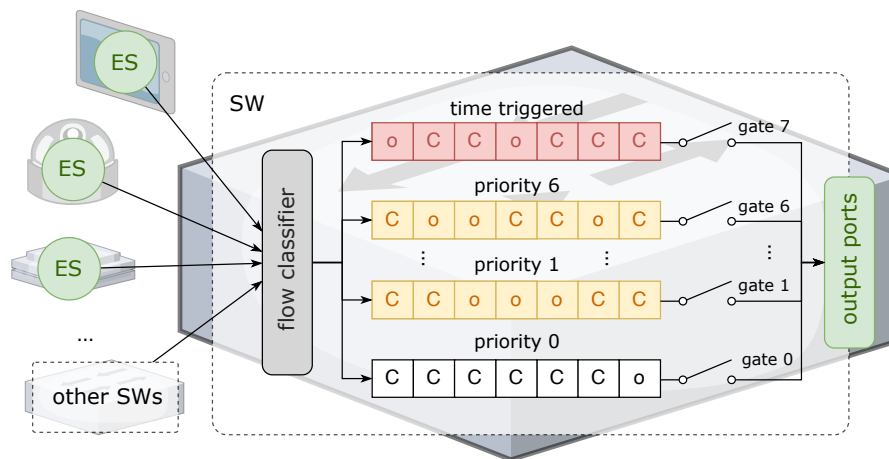 ES
ES
ES
...
other SWs
SW
flow classifier
time triggered
o C C o C C C
gate 7
priority 6
C o o C C o C
gate 6
priority 1
C C o o o C C
gate 1
priority 0
C C C C C C o
gate 0
output ports